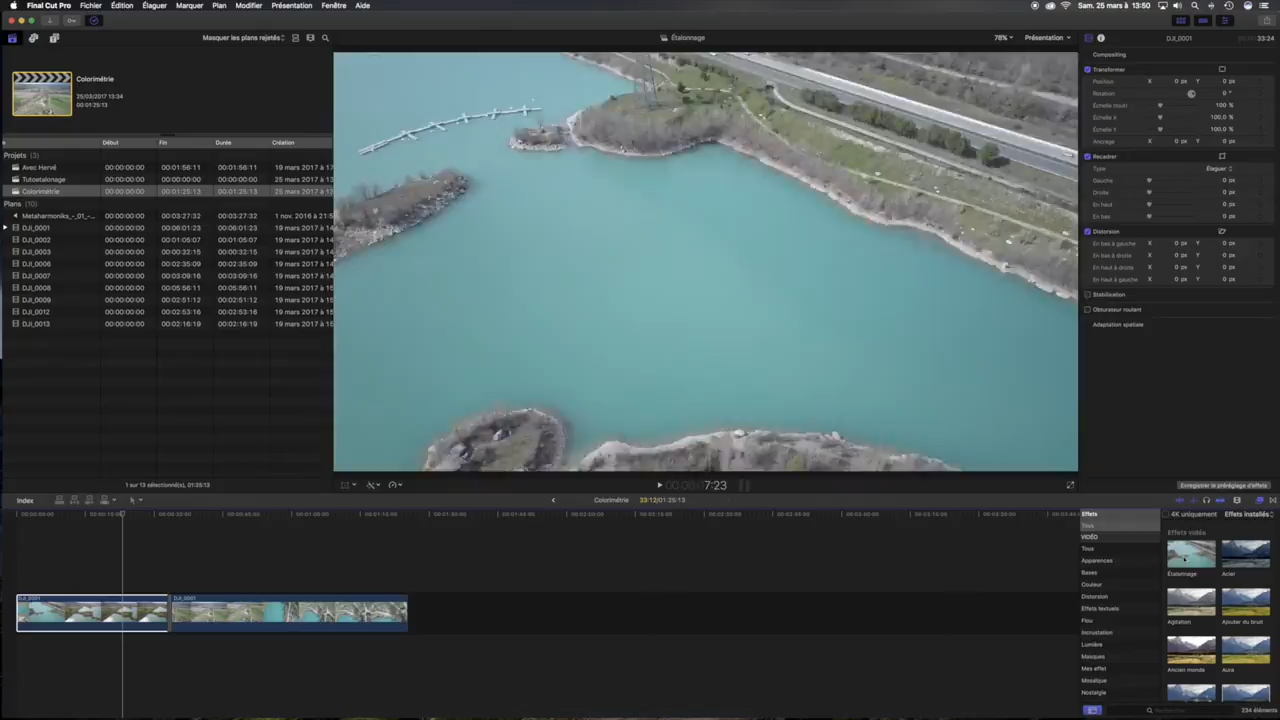 Final Cut Pro Fichier Édition Élaguer Marquer Plan Modifier Présentation Fenêtre Aide
Sam. 25 mars à 13:50
Masquer les plans rejetés
Étalonnage
78%
Présentation
DJI_0001
33:24
Colorimétrie
25/03/2017 13:34
00:01:25:13
Début Fin Durée Création
Projets (3)
Avec Hervé 00:00:00:00 00:01:56:11 00:01:56:11 19 mars 2017 à 17
Tutoetalonage 00:00:00:00 00:00:00:00 00:00:00:00 25 mars 2017 à
Colorimétrie 00:00:00:00 00:01:25:13 00:01:25:13 25 mars 2017 à 13
Plans (10)
Metaharmoniks_-_01_-... 00:00:00:00 00:03:27:32 00:03:27:32 1 nov. 2016 à 21:5
DJI_0001 00:00:00:00 00:06:01:23 00:06:01:23 19 mars 2017 à 14
DJI_0002 00:00:00:00 00:01:05:07 00:01:05:07 19 mars 2017 à 14
DJI_0003 00:00:00:00 00:00:32:15 00:00:32:15 19 mars 2017 à 14
DJI_0006 00:00:00:00 00:02:35:09 00:02:35:09 19 mars 2017 à 14
DJI_0007 00:00:00:00 00:03:09:16 00:03:09:16 19 mars 2017 à 14
DJI_0008 00:00:00:00 00:05:56:11 00:05:56:11 19 mars 2017 à 15
DJI_0009 00:00:00:00 00:02:51:12 00:02:51:12 19 mars 2017 à 15
DJI_0012 00:00:00:00 00:02:53:16 00:02:53:16 19 mars 2017 à 15
DJI_0013 00:00:00:00 00:02:16:19 00:02:16:19 19 mars 2017 à 15
1 sur 13 sélectionné(s), 01:25:13
7:23
Compositing
Transformer
Position X 0 px Y 0 px
Rotation 0 °
Échelle (tout) 100 %
Échelle X 100,0 %
Échelle Y 100,0 %
Ancrage X 0 px Y 0 px
Recadrer
Type Élaguer
Gauche 0 px
Droite 0 px
En haut 0 px
En bas 0 px
Distorsion
En bas à gauche X 0 px Y 0 px
En bas à droite X 0 px Y 0 px
En haut à droite X 0 px Y 0 px
En haut à gauche X 0 px Y 0 px
Stabilisation
Obturateur roulant
Adaptation spatiale
Enregistrer le préréglage d'effets
Index
Colorimétrie 33:12/01:25:13
DJI_0001
DJI_0001
Effets
4K uniquement
Effets installés
Tous
VIDÉO
Tous
Apparences
Bases
Couleur
Distorsion
Effets textuels
Flou
Incrustation
Lumière
Masques
Mes effet
Mosaïque
Nostalgie
Effets vidéo
Étalonnage
Acier
Agitation
Ajouter du bruit
Ancien monde
Aura
Rechercher
234 éléments